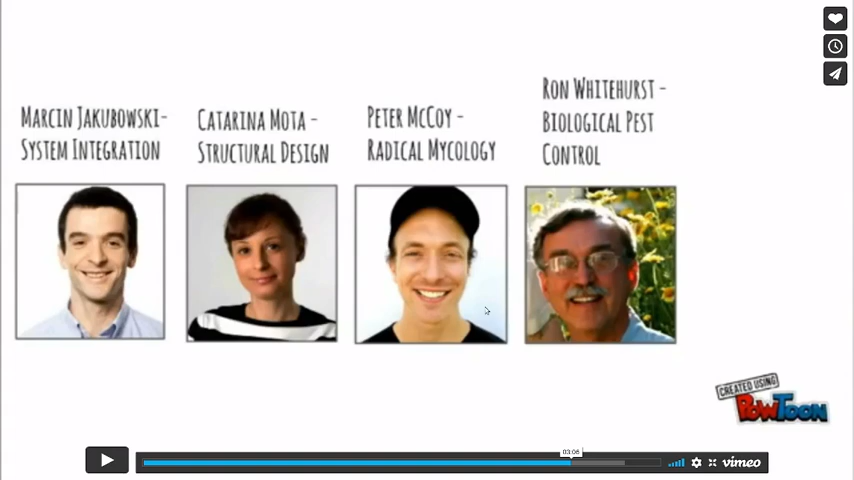 MARCIN JAKUBOWSKI-
SYSTEM INTEGRATION
CATARINA MOTA -
STRUCTURAL DESIGN
PETER MCCOY -
RADICAL MYCOLOGY
RON WHITEHURST -
BIOLOGICAL PEST
CONTROL
CREATED USING
POWTOON
03:06
vimeo